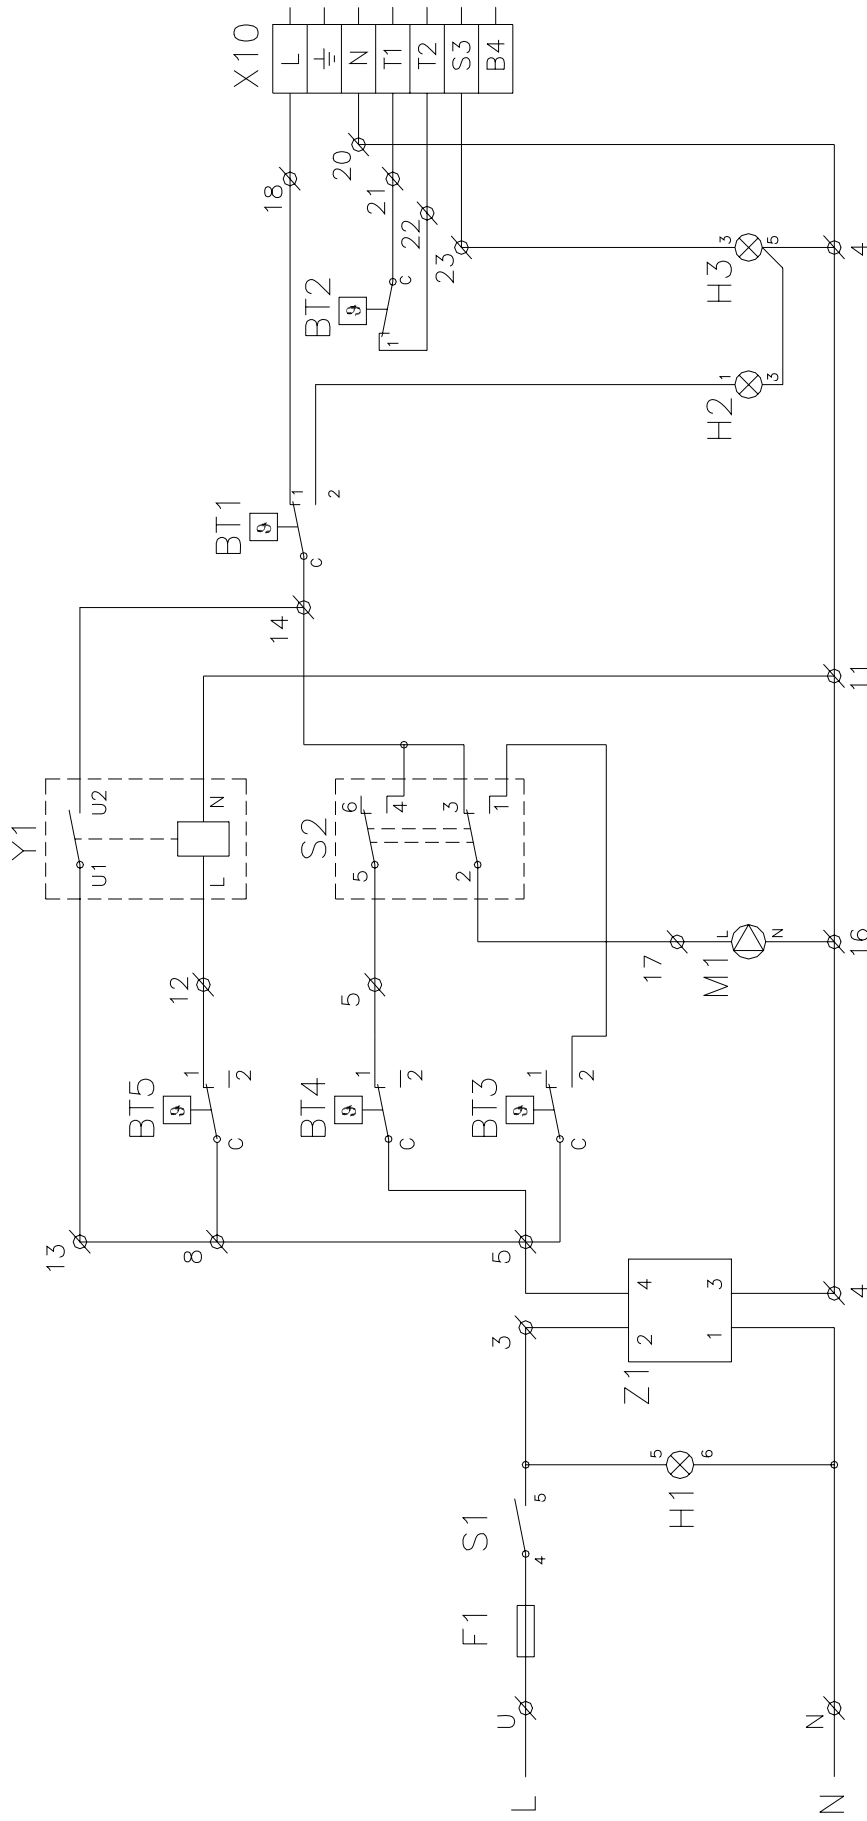 Y1
13
U1 U2
BT5
12
ϑ
1
8
L N
C
2
BT1
X10
ϑ
18
14
L
1
C
2
⏚
BT4
S2
BT2
ϑ
5
6
ϑ
20
N
1
5
21
4
T1
1
C
C
2
22
T2
23
3
S3
2
F1
S1
BT3
ϑ
B4
U
3
5
1
1
L
4
5
C
2
Z1
2
4
17
5
H1
6
1
3
M1
L
N
H2
1
3
H3
3
5
N
N
4
16
11
4